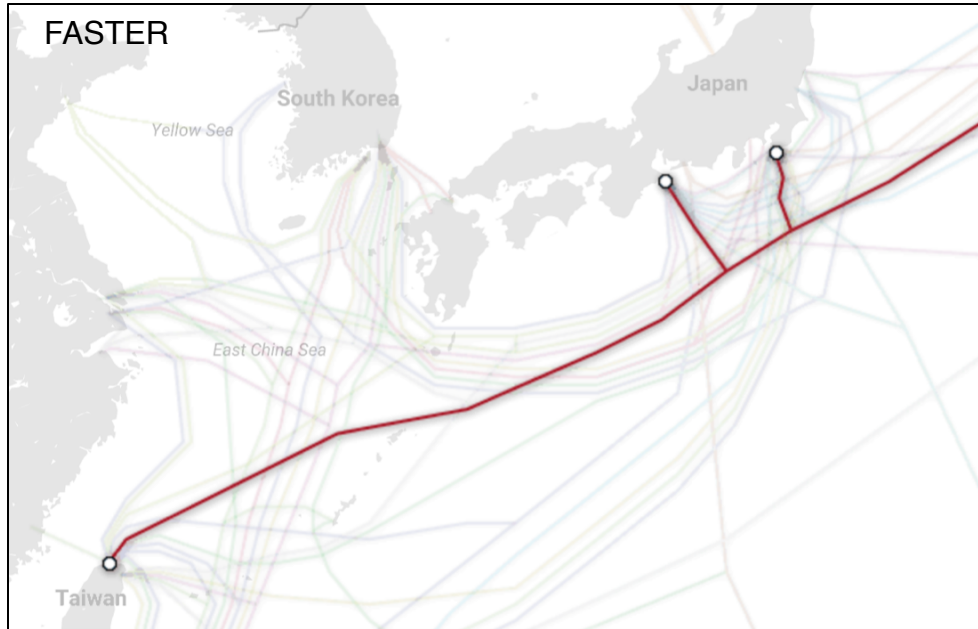 FASTER
South Korea
Japan
Yellow Sea
East China Sea
Taiwan